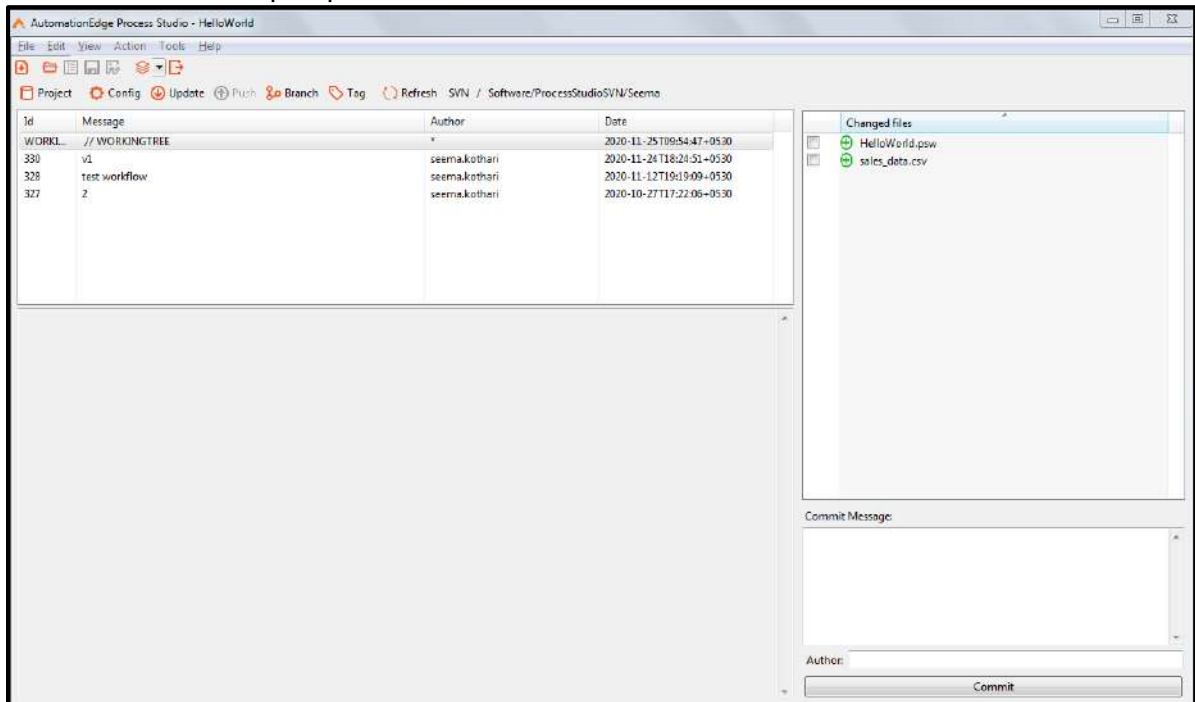 AutomationEdge Process Studio - HelloWorld
File Edit View Action Tools Help
Project Config Update Push Branch Tag Refresh SVN / Software/ProcessStudioSVN/Seema
Id Message Author Date
WORKI... // WORKINGTREE * 2020-11-25T09:54:47+0530
330 v1 seema.kothari 2020-11-24T18:24:51+0530
328 test workflow seema.kothari 2020-11-12T19:19:09+0530
327 2 seema.kothari 2020-10-27T17:22:06+0530
Changed files
HelloWorld.psw
sales_data.csv
Commit Message:
Author:
Commit